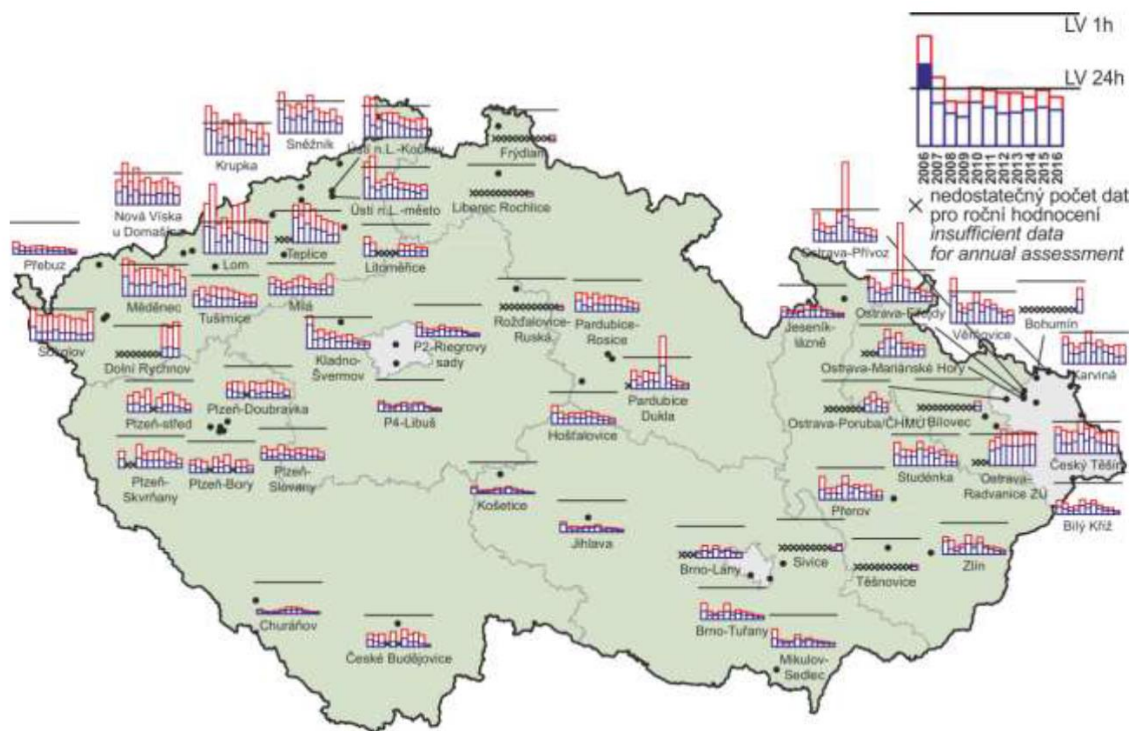 LV 1h
LV 24h
2006
2007
2008
2009
2010
2011
2012
2013
2014
2015
2016
× nedostatečný počet dat
pro roční hodnocení
insufficient data
for annual assessment
Sněžník
Krupka
Ústí n.L.-Kočkov
Frýdlant
Nová Víska
u Domašína
Ústí n.L.-město
Liberec Rochlice
Přebuz
Lom
Teplice
Litoměřice
Ostrava-Přívoz
Měděnec
Tušimice
Milá
Rožďalovice-
Ruská
Pardubice-
Rosice
Jeseník-
lázně
Ostrava-Fifejdy
Věřňovice
Bohumín
Sokolov
Dolní Rychnov
Kladno-
Švermov
P2-Riegrovy
sady
Ostrava-Mariánské Hory
Karviná
Plzeň-střed
Plzeň-Doubravka
P4-Libuš
Hošťalovice
Pardubice
Dukla
Ostrava-Poruba/ČHMÚ
Bílovec
Plzeň-
Skvrňany
Plzeň-Bory
Plzeň-
Slovany
Studénka
Ostrava-
Radvanice ZÚ
Český Těšín
Košetice
Přerov
Bílý Kříž
Jihlava
Brno-Lány
Sivice
Těšnovice
Zlín
Churáňov
České Budějovice
Brno-Tuřany
Mikulov-
Sedlec